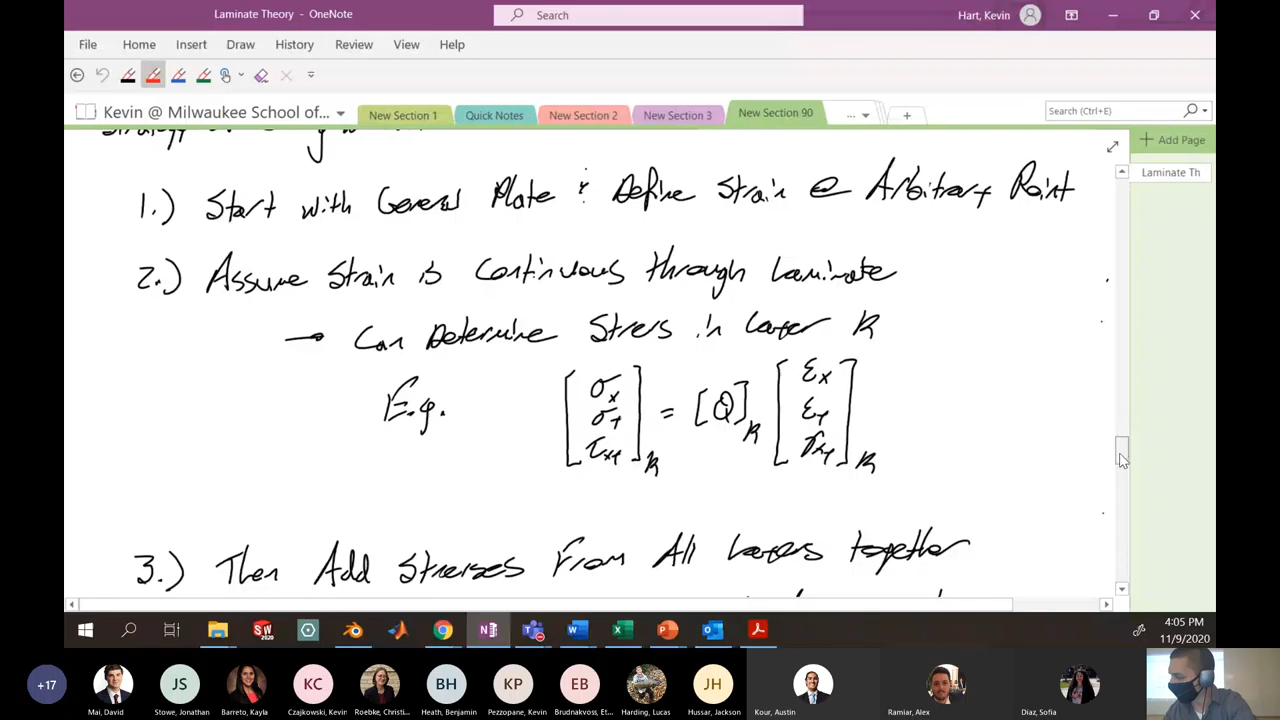 Laminate Theory - OneNote
Search
Hart, Kevin
File Home Insert Draw History Review View Help
Kevin @ Milwaukee School of...
New Section 1
Quick Notes
New Section 2
New Section 3
New Section 90
...
Search (Ctrl+E)
Add Page
Laminate Th
Strategy
1.) Start with General Plate & Define Strain @ Arbitrary Point
2.) Assume Strain is Continuous through Laminate
→ Can Determine Stress in layer K
E.g. [σx σy τxy]K = [Q]K [εx εy γxy]K
3.) Then Add Stresses From All layers together
4:05 PM
11/9/2020
+17
JS
KC
BH
KP
EB
JH
Mai, David
Stowe, Jonathan
Barreto, Kayla
Czajkowski, Kevin
Roebke, Christi...
Heath, Benjamin
Pezzopane, Kevin
Brudnakvoss, Et...
Harding, Lucas
Hussar, Jackson
Kour, Austin
Ramiar, Alex
Diaz, Sofia